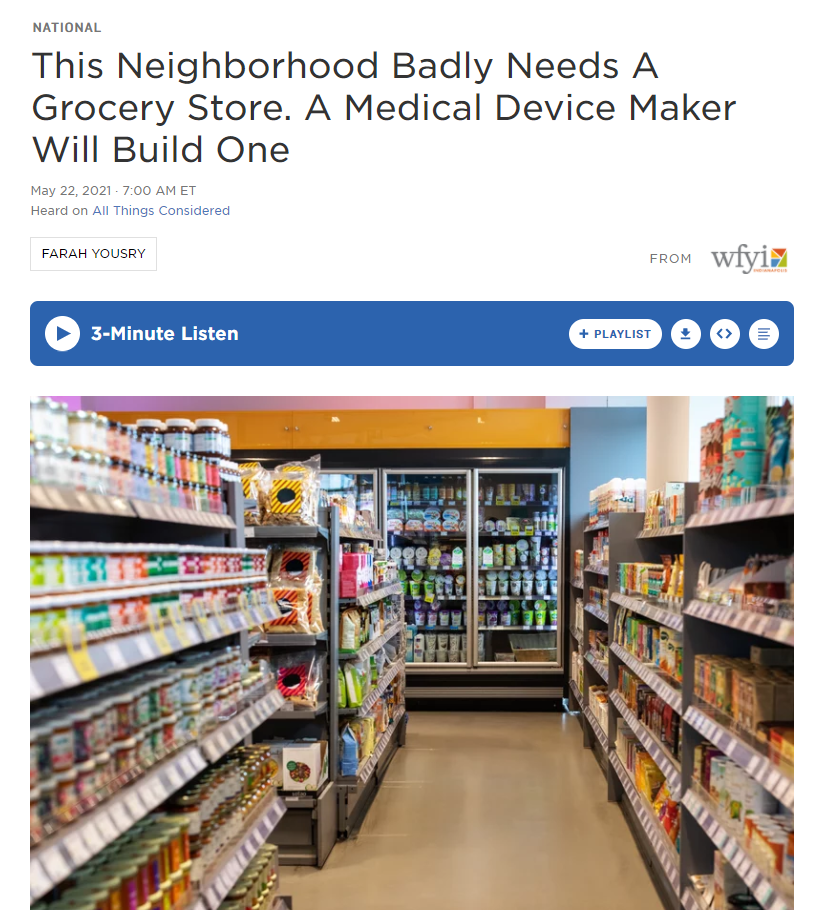 NATIONAL
This Neighborhood Badly Needs A
Grocery Store. A Medical Device Maker
Will Build One
May 22, 2021 · 7:00 AM ET
Heard on All Things Considered
FARAH YOUSRY
FROM
wfyi
3-Minute Listen
+ PLAYLIST